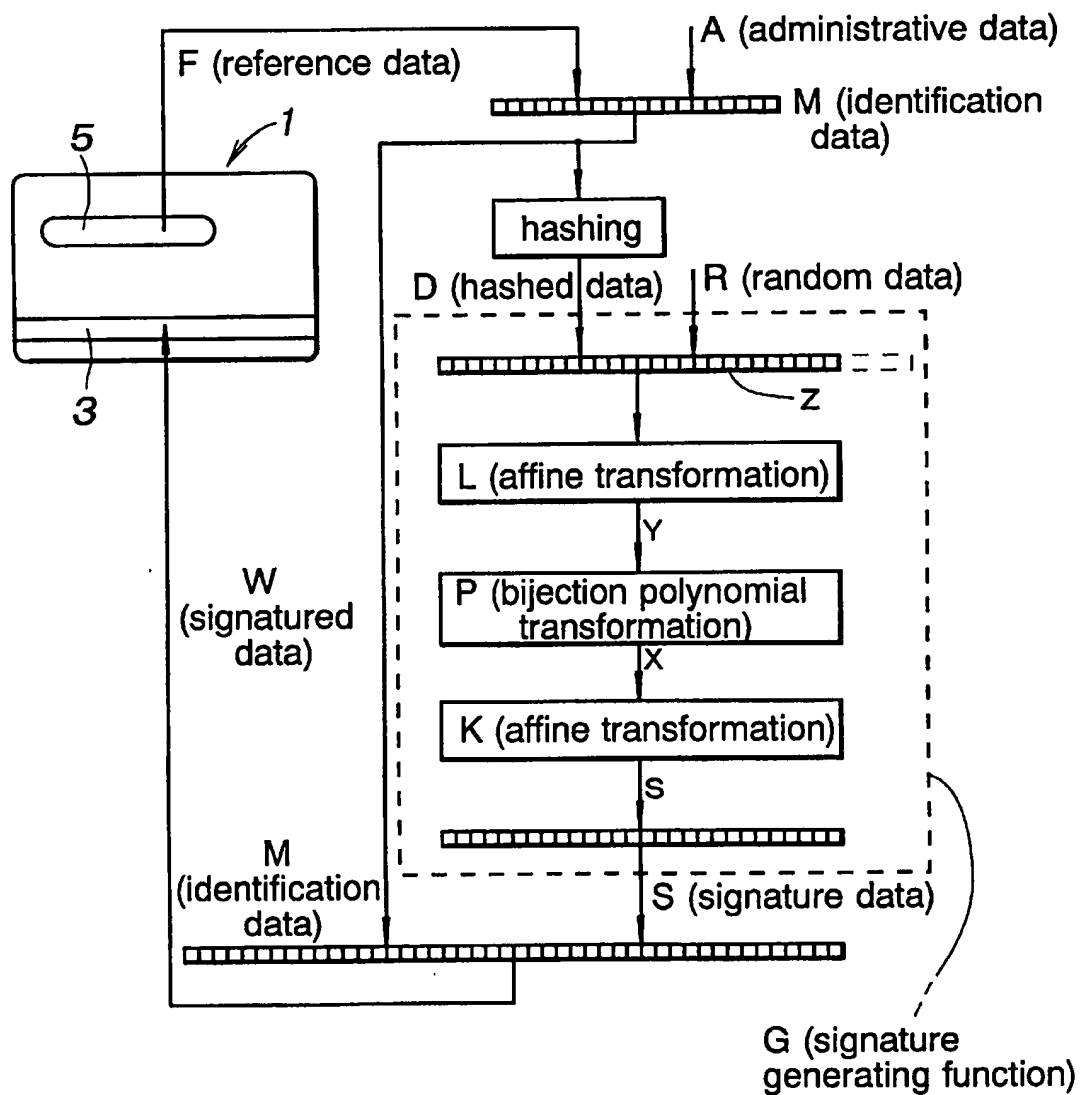 A (administrative data)
F (reference data)
M (identification
data)
1
5
hashing
D (hashed data)
R (random data)
3
Z
L (affine transformation)
Y
W
(signatured
data)
P (bijection polynomial
transformation)
X
K (affine transformation)
S
M
(identification
data)
S (signature data)
G (signature
generating function)